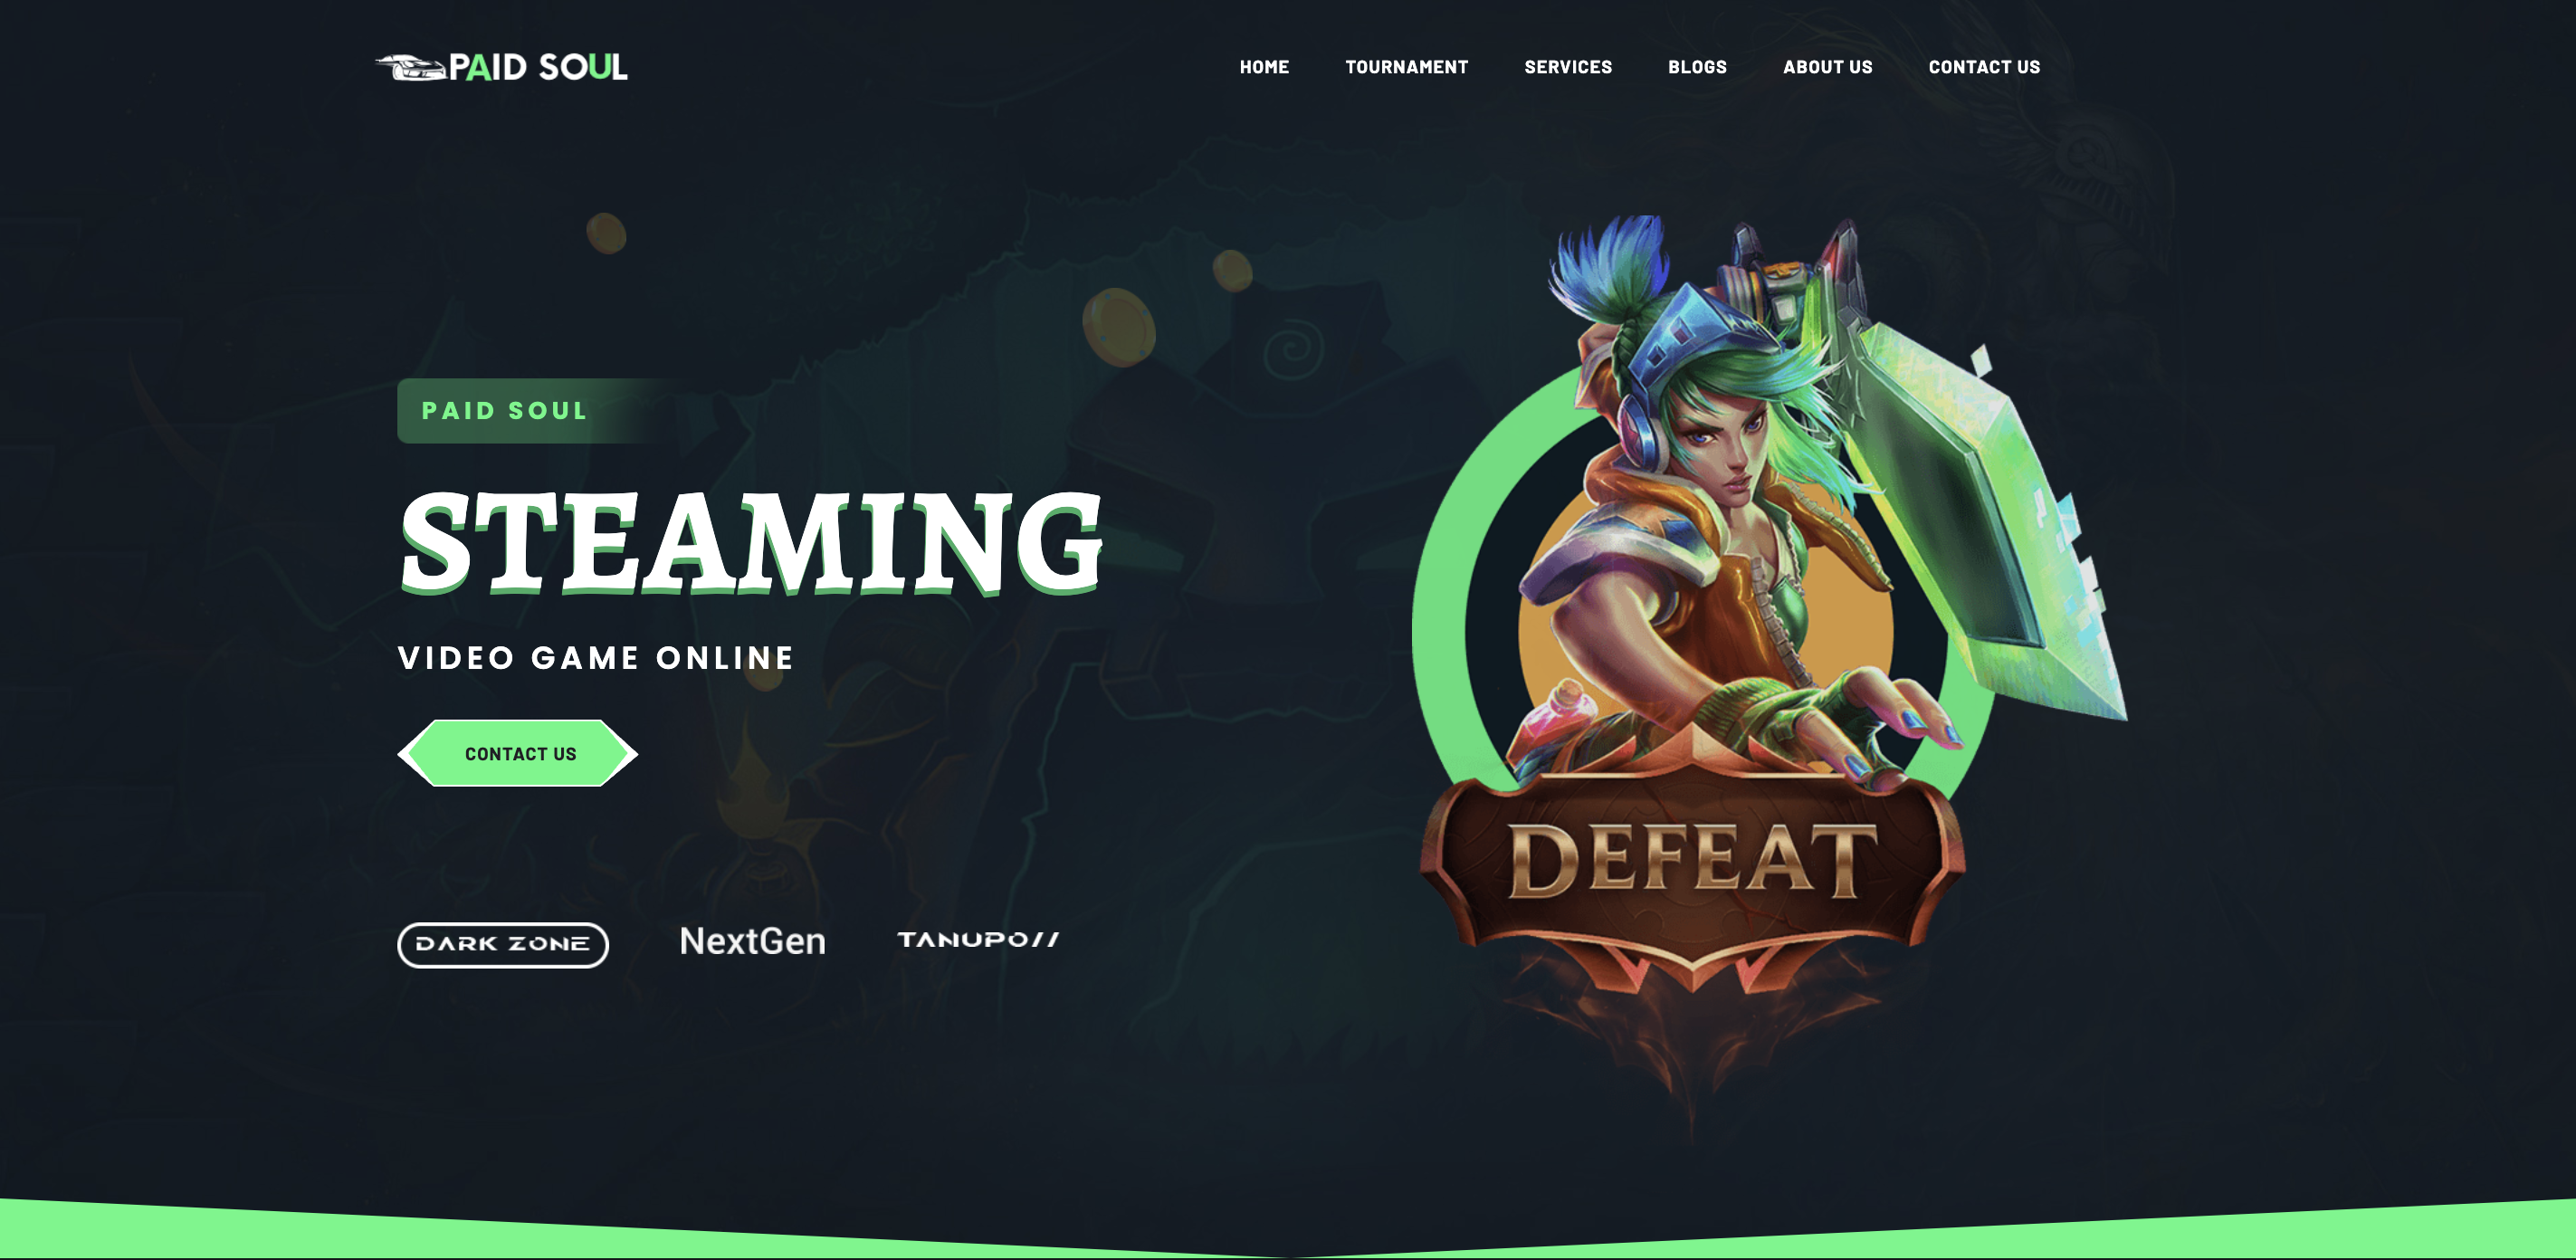 PAID SOUL
HOME TOURNAMENT SERVICES BLOGS ABOUT US CONTACT US
PAID SOUL
STEAMING
VIDEO GAME ONLINE
CONTACT US
DARK ZONE NextGen TANUPO//
DEFEAT